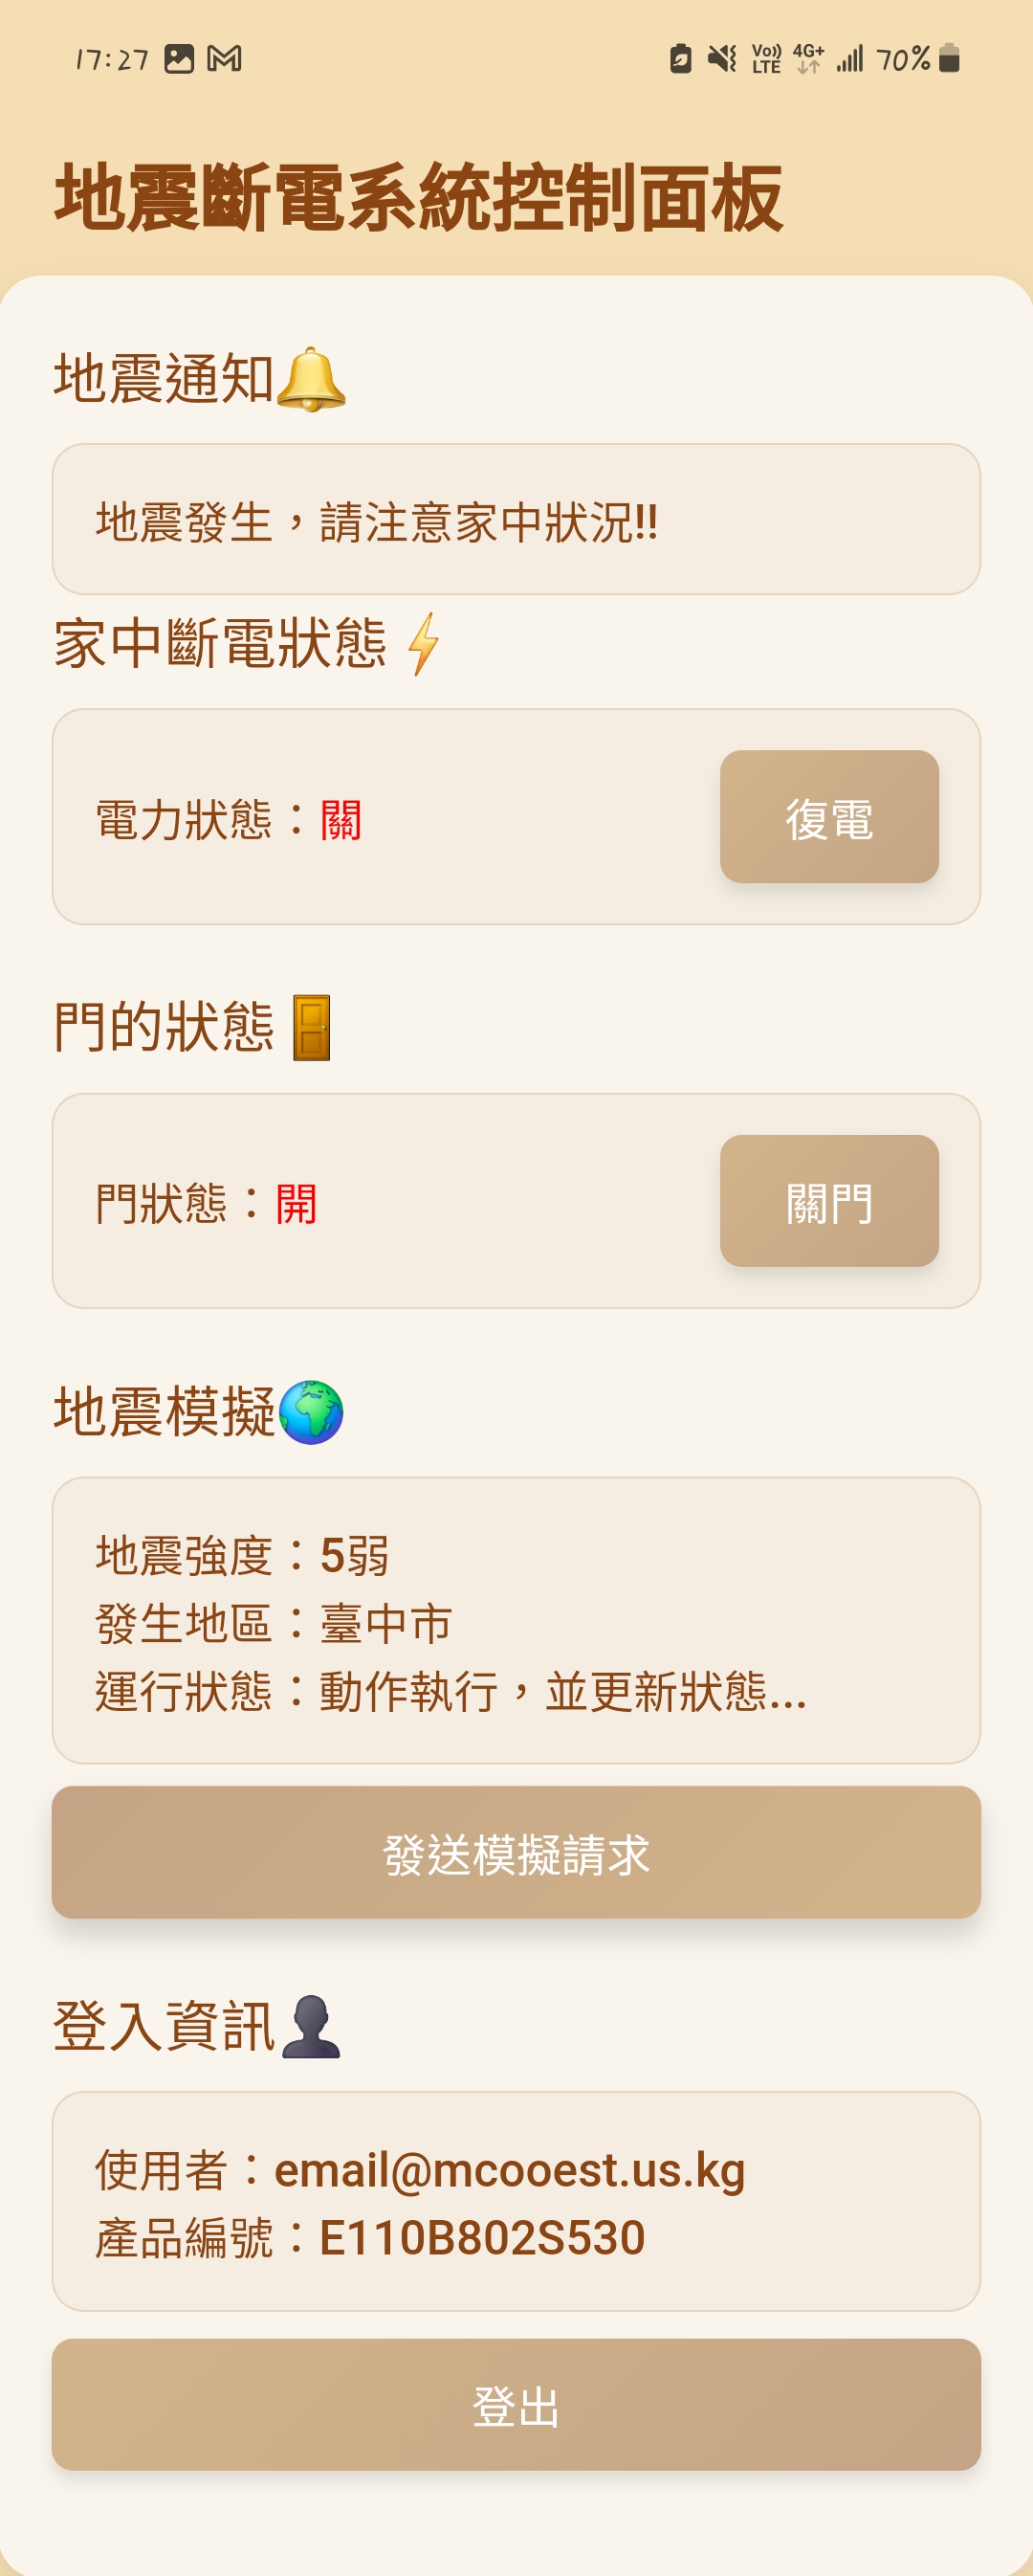 17:27 Vo)) LTE 4G+ 70%
地震斷電系統控制面板
地震通知🔔
地震發生，請注意家中狀況!!
家中斷電狀態⚡
電力狀態：關 復電
門的狀態🚪
門狀態：開 關門
地震模擬🌍
地震強度：5弱
發生地區：臺中市
運行狀態：動作執行，並更新狀態...
發送模擬請求
登入資訊👤
使用者：email@mcooest.us.kg
產品編號：E110B802S530
登出